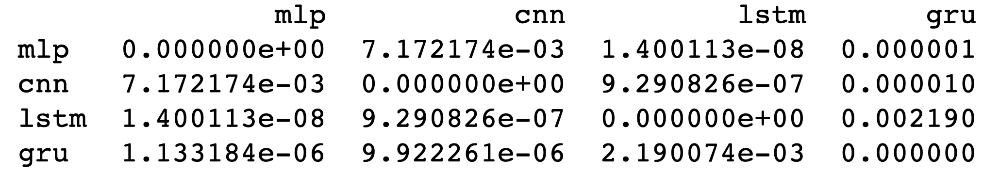 mlp cnn lstm gru
mlp 0.000000e+00 7.172174e-03 1.400113e-08 0.000001
cnn 7.172174e-03 0.000000e+00 9.290826e-07 0.000010
lstm 1.400113e-08 9.290826e-07 0.000000e+00 0.002190
gru 1.133184e-06 9.922261e-06 2.190074e-03 0.000000